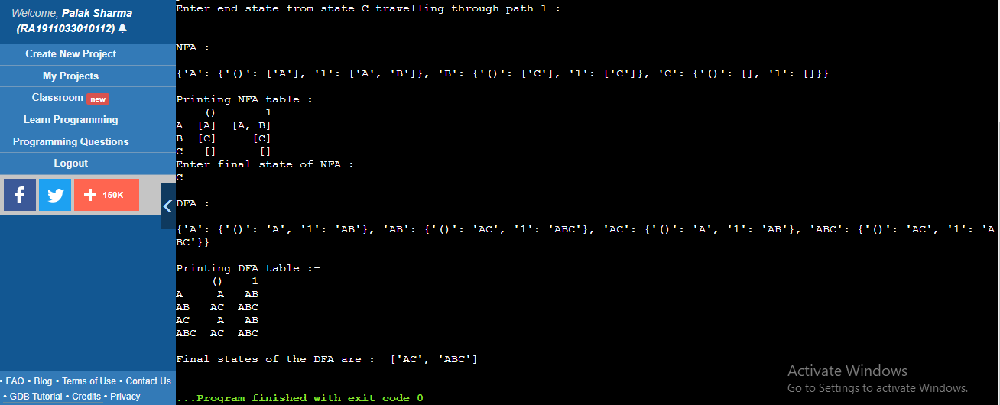 Welcome, Palak Sharma
(RA1911033010112)
Create New Project
My Projects
Classroom new
Learn Programming
Programming Questions
Logout
f
+ 150K
<
• FAQ • Blog • Terms of Use • Contact Us
• GDB Tutorial • Credits • Privacy
Enter end state from state C travelling through path 1 :
NFA :-
{'A': {'()': ['A'], '1': ['A', 'B']}, 'B': {'()': ['C'], '1': ['C']}, 'C': {'()': [], '1': []}}
Printing NFA table :-
() 1
A [A] [A, B]
B [C] [C]
C [] []
Enter final state of NFA :
C
DFA :-
{'A': {'()': 'A', '1': 'AB'}, 'AB': {'()': 'AC', '1': 'ABC'}, 'AC': {'()': 'A', '1': 'AB'}, 'ABC': {'()': 'AC', '1': 'A
BC'}}
Printing DFA table :-
() 1
A A AB
AB AC ABC
AC A AB
ABC AC ABC
Final states of the DFA are : ['AC', 'ABC']
...Program finished with exit code 0
Activate Windows
Go to Settings to activate Windows.